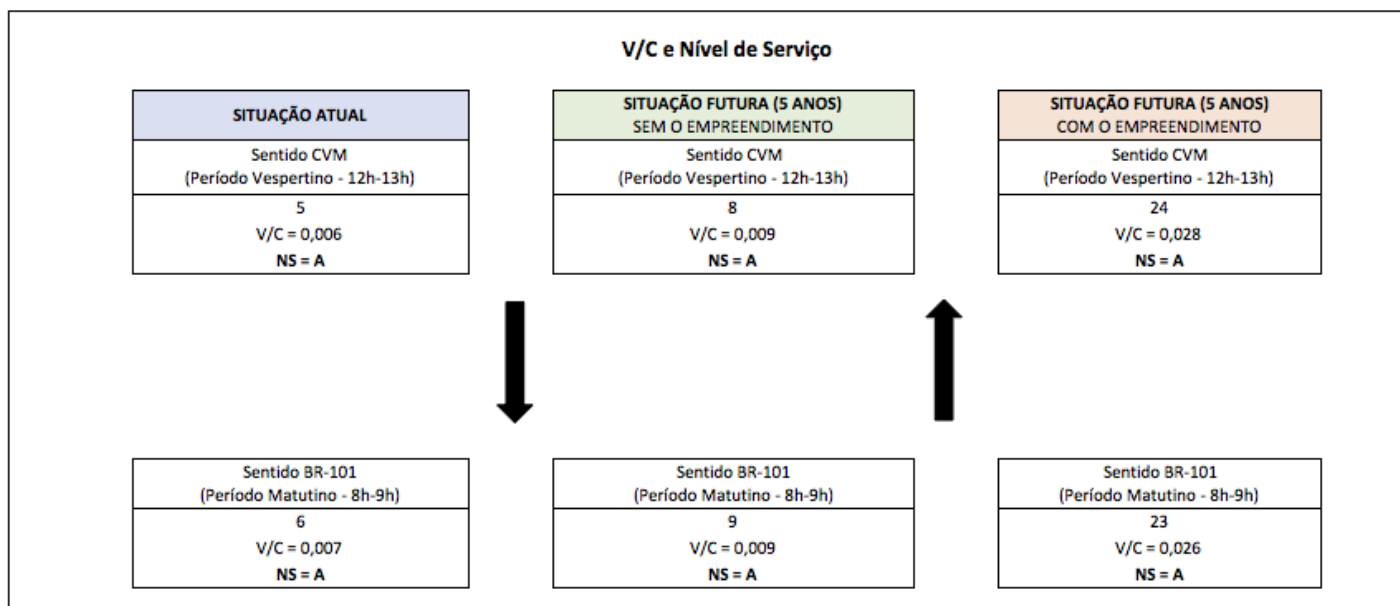 V/C e Nível de Serviço
SITUAÇÃO ATUAL
Sentido CVM
(Período Vespertino - 12h-13h)
5
V/C = 0,006
NS = A
SITUAÇÃO FUTURA (5 ANOS)
SEM O EMPREENDIMENTO
Sentido CVM
(Período Vespertino - 12h-13h)
8
V/C = 0,009
NS = A
SITUAÇÃO FUTURA (5 ANOS)
COM O EMPREENDIMENTO
Sentido CVM
(Período Vespertino - 12h-13h)
24
V/C = 0,028
NS = A
Sentido BR-101
(Período Matutino - 8h-9h)
6
V/C = 0,007
NS = A
Sentido BR-101
(Período Matutino - 8h-9h)
9
V/C = 0,009
NS = A
Sentido BR-101
(Período Matutino - 8h-9h)
23
V/C = 0,026
NS = A